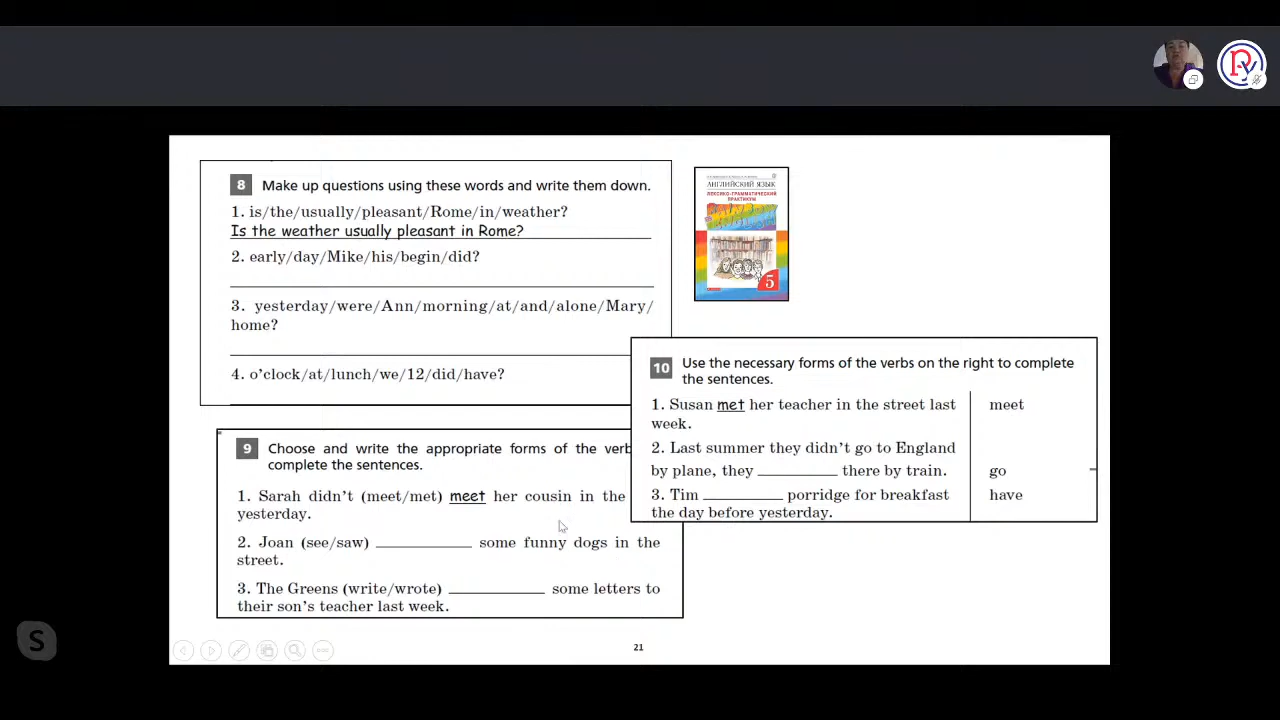 8 Make up questions using these words and write them down.
1. is/the/usually/pleasant/Rome/in/weather?
Is the weather usually pleasant in Rome?
2. early/day/Mike/his/begin/did?
3. yesterday/were/Ann/morning/at/and/alone/Mary/
home?
4. o'clock/at/lunch/we/12/did/have?
АНГЛИЙСКИЙ ЯЗЫК
ЛЕКСИКО-ГРАММАТИЧЕСКИЙ
ПРАКТИКУМ
5
10 Use the necessary forms of the verbs on the right to complete
the sentences.
1. Susan met her teacher in the street last meet
week.
2. Last summer they didn't go to England
by plane, they __________ there by train. go
3. Tim __________ porridge for breakfast have
the day before yesterday.
9 Choose and write the appropriate forms of the verb
complete the sentences.
1. Sarah didn't (meet/met) meet her cousin in the
yesterday.
2. Joan (see/saw) __________ some funny dogs in the
street.
3. The Greens (write/wrote) __________ some letters to
their son's teacher last week.
21
S